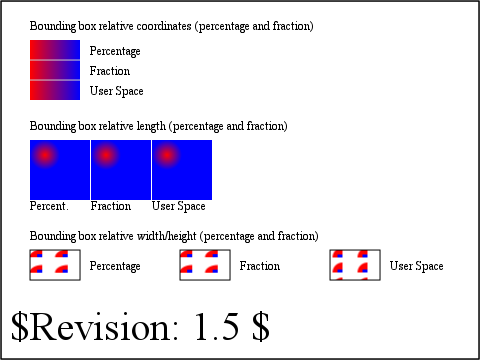 Bounding box relative coordinates (percentage and fraction)
Percentage
Fraction
User Space
Bounding box relative length (percentage and fraction)
Percent. Fraction User Space
Bounding box relative width/height (percentage and fraction)
Percentage Fraction User Space
$Revision: 1.5 $